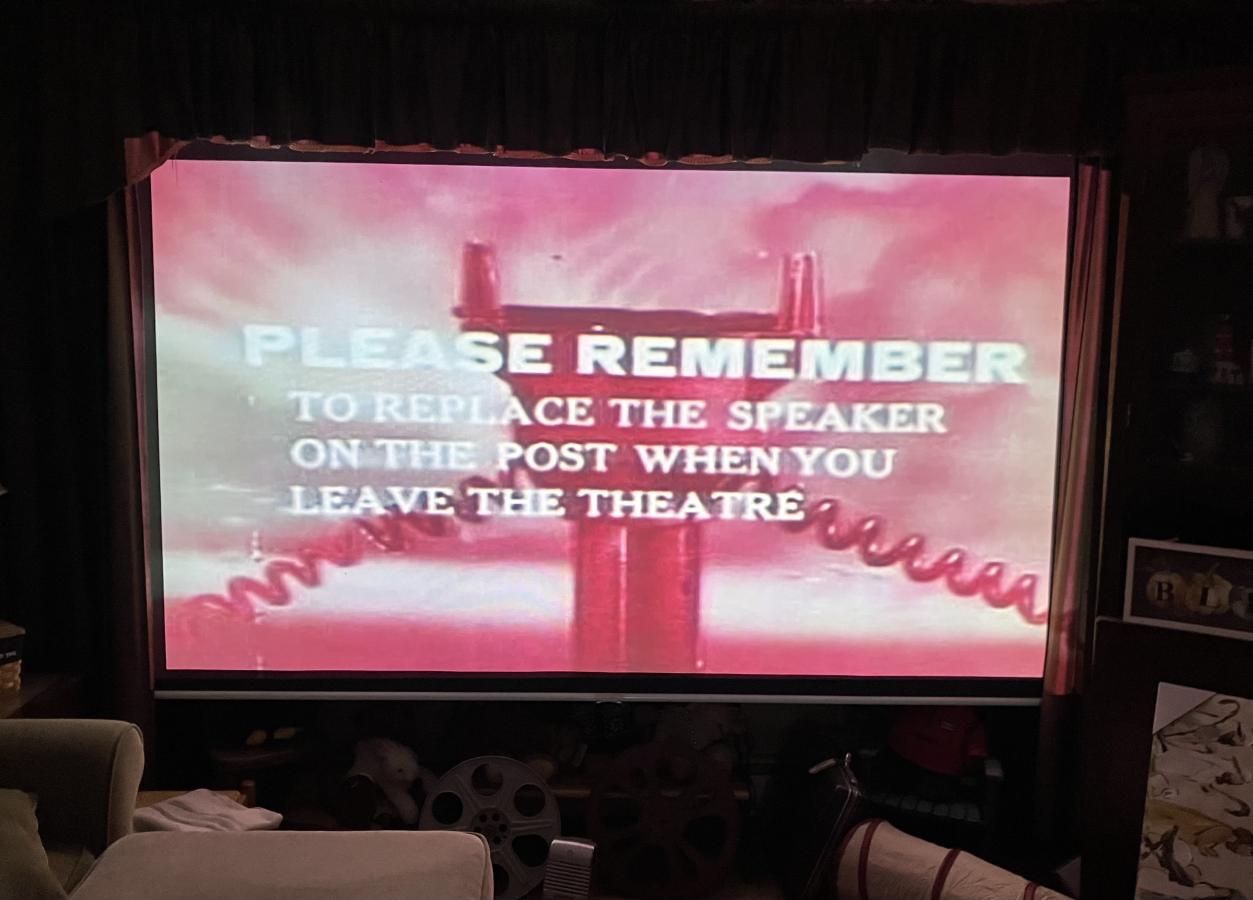 PLEASE REMEMBER
TO REPLACE THE SPEAKER
ON THE POST WHEN YOU
LEAVE THE THEATRE
B L